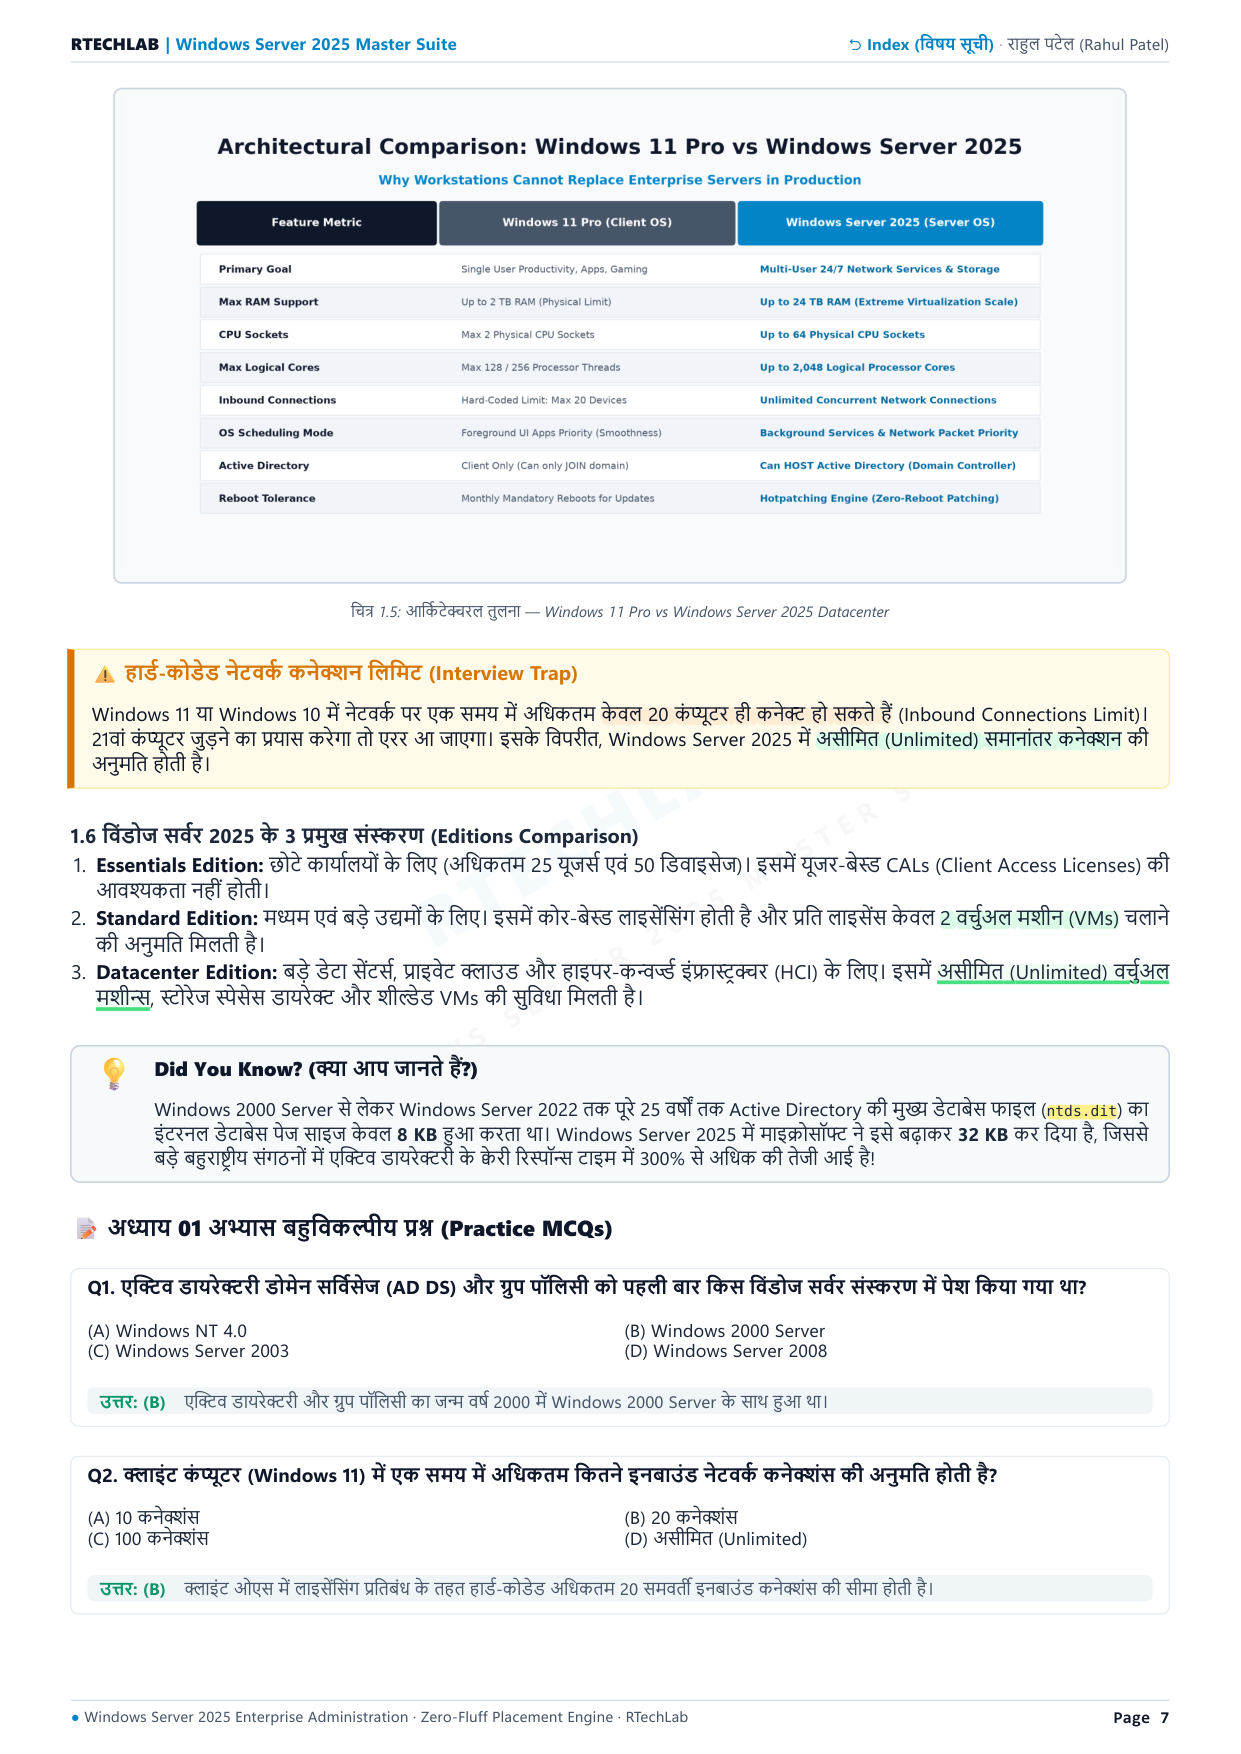 RTECHLAB | Windows Server 2025 Master Suite
⮌ Index (विषय सूची) · राहुल पटेल (Rahul Patel)
Architectural Comparison: Windows 11 Pro vs Windows Server 2025
Why Workstations Cannot Replace Enterprise Servers in Production
Feature Metric Windows 11 Pro (Client OS) Windows Server 2025 (Server OS)
Primary Goal Single User Productivity, Apps, Gaming Multi-User 24/7 Network Services & Storage
Max RAM Support Up to 2 TB RAM (Physical Limit) Up to 24 TB RAM (Extreme Virtualization Scale)
CPU Sockets Max 2 Physical CPU Sockets Up to 64 Physical CPU Sockets
Max Logical Cores Max 128 / 256 Processor Threads Up to 2,048 Logical Processor Cores
Inbound Connections Hard-Coded Limit: Max 20 Devices Unlimited Concurrent Network Connections
OS Scheduling Mode Foreground UI Apps Priority (Smoothness) Background Services & Network Packet Priority
Active Directory Client Only (Can only JOIN domain) Can HOST Active Directory (Domain Controller)
Reboot Tolerance Monthly Mandatory Reboots for Updates Hotpatching Engine (Zero-Reboot Patching)
चित्र 1.5: आर्किटेक्चरल तुलना — Windows 11 Pro vs Windows Server 2025 Datacenter
⚠️ हार्ड-कोडेड नेटवर्क कनेक्शन लिमिट (Interview Trap)
Windows 11 या Windows 10 में नेटवर्क पर एक समय में अधिकतम केवल 20 कंप्यूटर ही कनेक्ट हो सकते हैं (Inbound Connections Limit)।
21वां कंप्यूटर जुड़ने का प्रयास करेगा तो एरर आ जाएगा। इसके विपरीत, Windows Server 2025 में असीमित (Unlimited) समानांतर कनेक्शन की
अनुमति होती है।
1.6 विंडोज सर्वर 2025 के 3 प्रमुख संस्करण (Editions Comparison)
1. Essentials Edition: छोटे कार्यालयों के लिए (अधिकतम 25 यूजर्स एवं 50 डिवाइसेज)। इसमें यूजर-बेस्ड CALs (Client Access Licenses) की
आवश्यकता नहीं होती।
2. Standard Edition: मध्यम एवं बड़े उद्यमों के लिए। इसमें कोर-बेस्ड लाइसेंसिंग होती है और प्रति लाइसेंस केवल 2 वर्चुअल मशीन (VMs) चलाने
की अनुमति मिलती है।
3. Datacenter Edition: बड़े डेटा सेंटर्स, प्राइवेट क्लाउड और हाइपर-कन्वर्ज्ड इंफ्रास्ट्रक्चर (HCI) के लिए। इसमें असीमित (Unlimited) वर्चुअल
मशीन्स, स्टोरेज स्पेसेस डायरेक्ट और शील्डेड VMs की सुविधा मिलती है।
💡 Did You Know? (क्या आप जानते हैं?)
Windows 2000 Server से लेकर Windows Server 2022 तक पूरे 25 वर्षों तक Active Directory की मुख्य डेटाबेस फाइल (ntds.dit) का
इंटरनल डेटाबेस पेज साइज केवल 8 KB हुआ करता था। Windows Server 2025 में माइक्रोसॉफ्ट ने इसे बढ़ाकर 32 KB कर दिया है, जिससे
बड़े बहुराष्ट्रीय संगठनों में एक्टिव डायरेक्टरी के क्वेरी रिस्पॉन्स टाइम में 300% से अधिक की तेजी आई है!
📝 अध्याय 01 अभ्यास बहुविकल्पीय प्रश्न (Practice MCQs)
Q1. एक्टिव डायरेक्टरी डोमेन सर्विसेज (AD DS) और ग्रुप पॉलिसी को पहली बार किस विंडोज सर्वर संस्करण में पेश किया गया था?
(A) Windows NT 4.0 (B) Windows 2000 Server
(C) Windows Server 2003 (D) Windows Server 2008
उत्तर: (B) एक्टिव डायरेक्टरी और ग्रुप पॉलिसी का जन्म वर्ष 2000 में Windows 2000 Server के साथ हुआ था।
Q2. क्लाइंट कंप्यूटर (Windows 11) में एक समय में अधिकतम कितने इनबाउंड नेटवर्क कनेक्शंस की अनुमति होती है?
(A) 10 कनेक्शंस (B) 20 कनेक्शंस
(C) 100 कनेक्शंस (D) असीमित (Unlimited)
उत्तर: (B) क्लाइंट ओएस में लाइसेंसिंग प्रतिबंध के तहत हार्ड-कोडेड अधिकतम 20 समवर्ती इनबाउंड कनेक्शंस की सीमा होती है।
● Windows Server 2025 Enterprise Administration · Zero-Fluff Placement Engine · RTechLab
Page 7